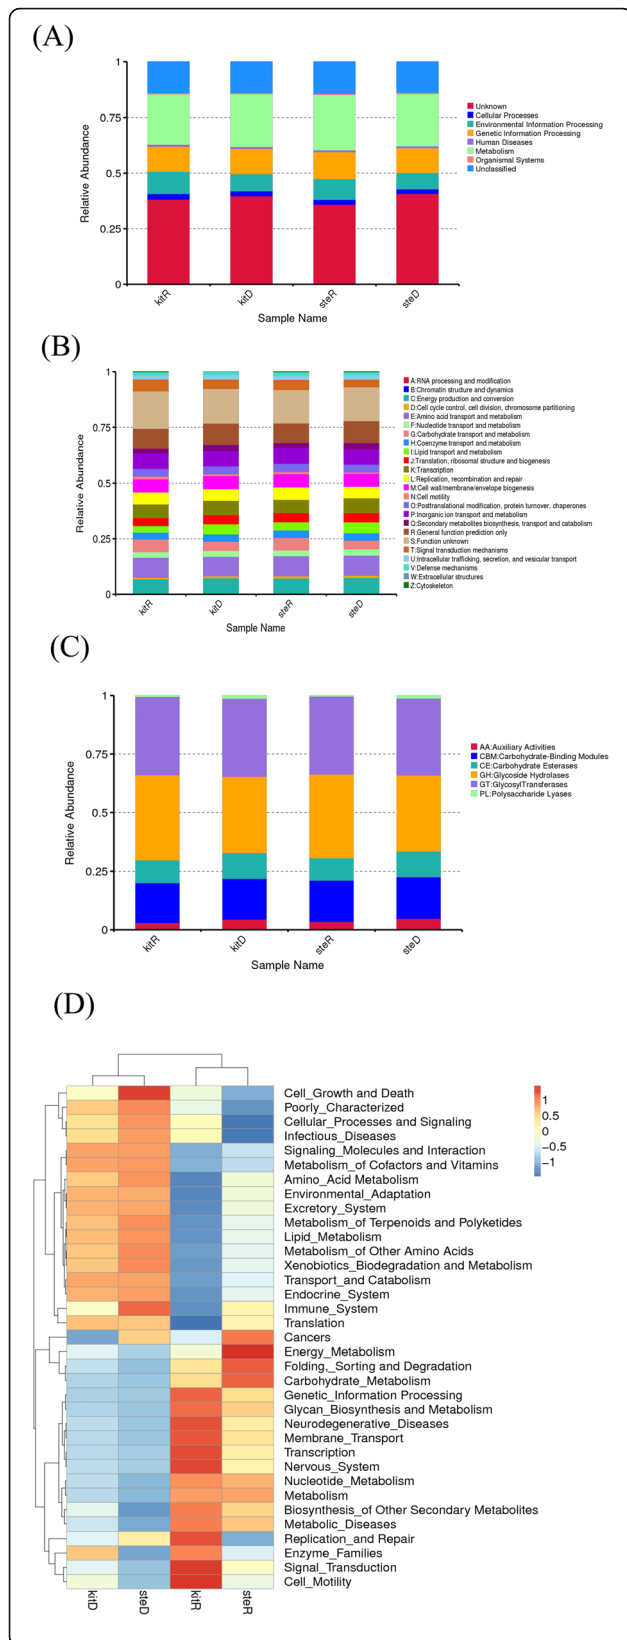 (A)
1
0.75
0.5
0.25
0
Relative Abundance
kitR
kitD
steR
steD
Sample Name
Unknown
Cellular Processes
Environmental Information Processing
Genetic Information Processing
Human Diseases
Metabolism
Organismal Systems
Unclassified
(B)
1
0.75
0.5
0.25
0
Relative Abundance
kitR
kitD
steR
steD
Sample Name
A:RNA processing and modification
B:Chromatin structure and dynamics
C:Energy production and conversion
D:Cell cycle control, cell division, chromosome partitioning
E:Amino acid transport and metabolism
F:Nucleotide transport and metabolism
G:Carbohydrate transport and metabolism
H:Coenzyme transport and metabolism
I:Lipid transport and metabolism
J:Translation, ribosomal structure and biogenesis
K:Transcription
L:Replication, recombination and repair
M:Cell wall/membrane/envelope biogenesis
N:Cell motility
O:Posttranslational modification, protein turnover, chaperones
P:Inorganic ion transport and metabolism
Q:Secondary metabolites biosynthesis, transport and catabolism
R:General function prediction only
S:Function unknown
T:Signal transduction mechanisms
U:Intracellular trafficking, secretion, and vesicular transport
V:Defense mechanisms
W:Extracellular structures
Z:Cytoskeleton
(C)
1
0.75
0.5
0.25
0
Relative Abundance
kitR
kitD
steR
steD
Sample Name
AA:Auxiliary Activities
CBM:Carbohydrate-Binding Modules
CE:Carbohydrate Esterases
GH:Glycoside Hydrolases
GT:GlycosylTransferases
PL:Polysaccharide Lyases
(D)
Cell_Growth and Death
Poorly_Characterized
Cellular_Processes and Signaling
Infectious_Diseases
Signaling_Molecules and Interaction
Metabolism_of Cofactors and Vitamins
Amino_Acid Metabolism
Environmental_Adaptation
Excretory_System
Metabolism_of Terpenoids and Polyketides
Lipid_Metabolism
Metabolism_of Other Amino Acids
Xenobiotics_Biodegradation and Metabolism
Transport_and Catabolism
Endocrine_System
Immune_System
Translation
Cancers
Energy_Metabolism
Folding,_Sorting and Degradation
Carbohydrate_Metabolism
Genetic_Information Processing
Glycan_Biosynthesis and Metabolism
Neurodegenerative_Diseases
Membrane_Transport
Transcription
Nervous_System
Nucleotide_Metabolism
Metabolism
Biosynthesis_of Other Secondary Metabolites
Metabolic_Diseases
Replication_and Repair
Enzyme_Families
Signal_Transduction
Cell_Motility
kitD
steD
kitR
steR
1
0.5
−0.5
−1